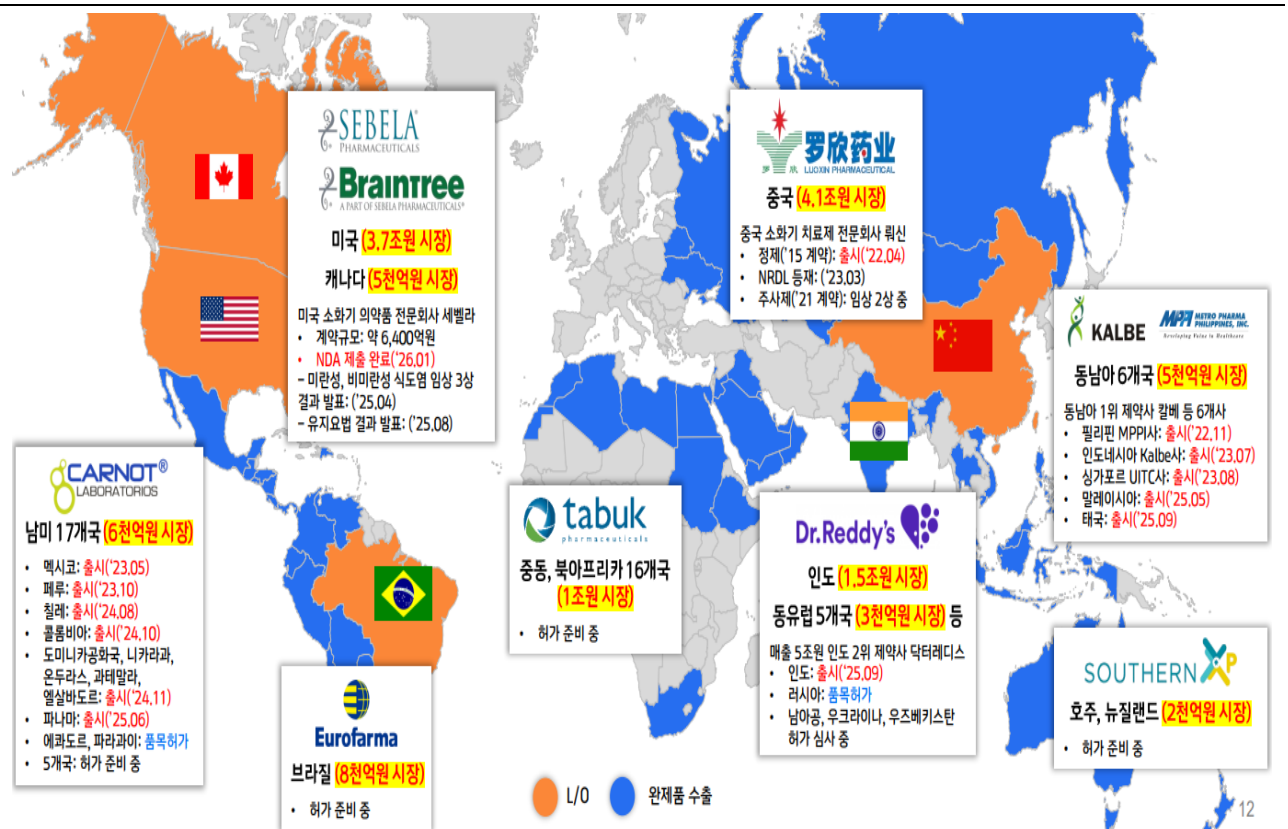 SEBELA®
PHARMACEUTICALS
Braintree
A PART OF SEBELA PHARMACEUTICALS®
미국 (3.7조원 시장)
캐나다 (5천억원 시장)
미국 소화기 의약품 전문회사 세벨라
• 계약규모: 약 6,400억원
• NDA 제출 완료('26.01)
– 미란성, 비미란성 식도염 임상 3상
결과 발표: ('25.04)
– 유지요법 결과 발표: ('25.08)
罗欣
罗欣药业
LUOXIN PHARMACEUTICAL
중국 (4.1조원 시장)
중국 소화기 치료제 전문회사 뤄신
• 정제('15 계약): 출시('22.04)
• NRDL 등재: ('23.03)
• 주사제('21 계약): 임상 2상 중
KALBE
MPPI METRO PHARMA
PHILIPPINES, INC.
Developing Value in Healthcare
동남아 6개국 (5천억원 시장)
동남아 1위 제약사 칼베 등 6개사
• 필리핀 MPPI사: 출시('22.11)
• 인도네시아 Kalbe사: 출시('23.07)
• 싱가포르 UITC사: 출시('23.08)
• 말레이시아: 출시('25.05)
• 태국: 출시('25.09)
CARNOT®
LABORATORIOS
남미 17개국 (6천억원 시장)
• 멕시코: 출시('23.05)
• 페루: 출시('23.10)
• 칠레: 출시('24.08)
• 콜롬비아: 출시('24.10)
• 도미니카공화국, 니카라과,
온두라스, 과테말라,
엘살바도르: 출시('24.11)
• 파나마: 출시('25.06)
• 에콰도르, 파라과이: 품목허가
• 5개국: 허가 준비 중
Eurofarma
브라질 (8천억원 시장)
• 허가 준비 중
tabuk
pharmaceuticals
중동, 북아프리카 16개국
(1조원 시장)
• 허가 준비 중
Dr.Reddy's
인도 (1.5조원 시장)
동유럽 5개국 (3천억원 시장) 등
매출 5조원 인도 2위 제약사 닥터레디스
• 인도: 출시('25.09)
• 러시아: 품목허가
• 남아공, 우크라이나, 우즈베키스탄
허가 심사 중
SOUTHERN XP
호주, 뉴질랜드 (2천억원 시장)
• 허가 준비 중
L/O
완제품 수출
12